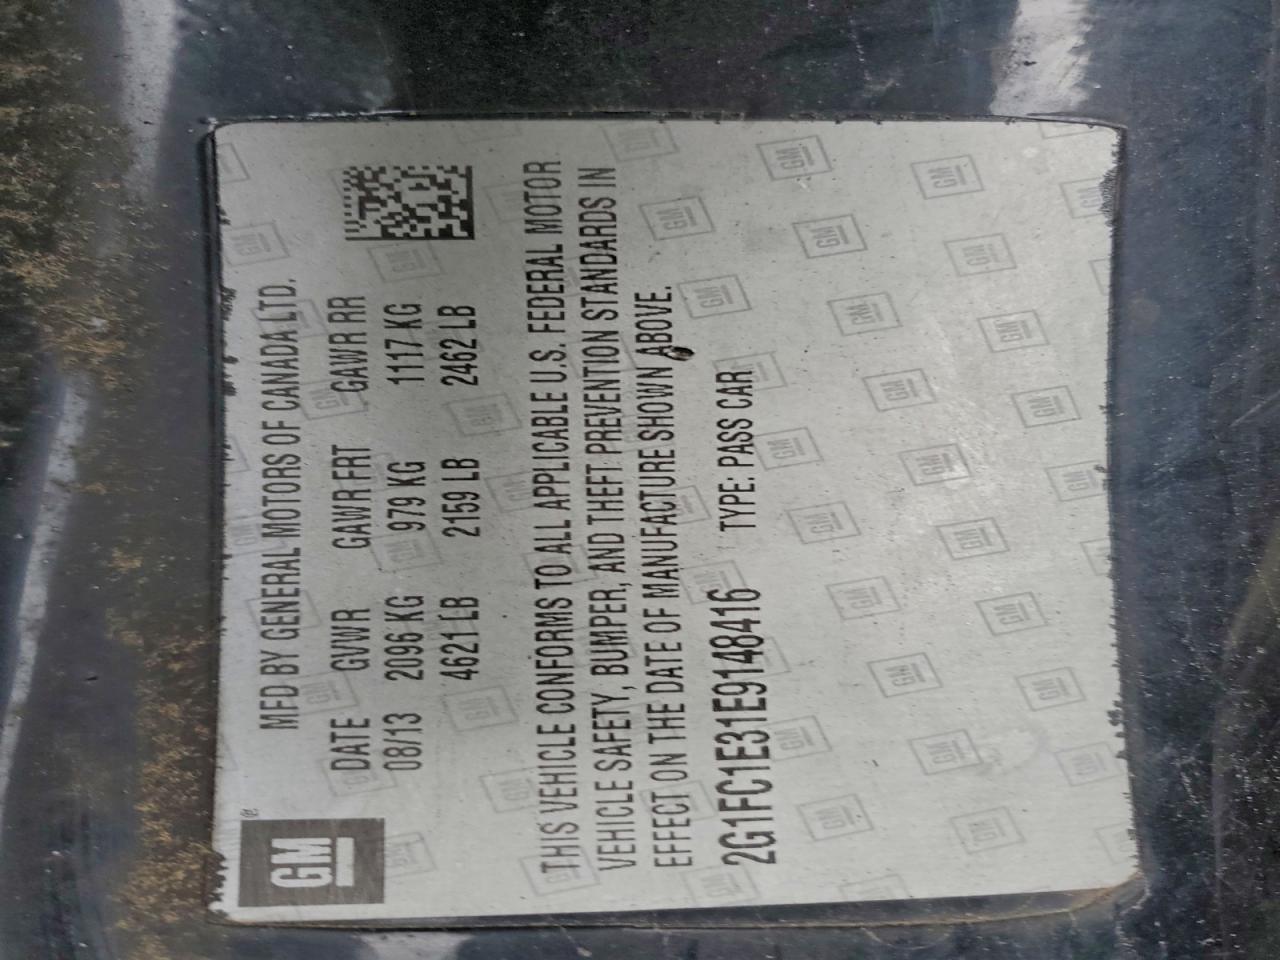 GM®
MFD BY GENERAL MOTORS OF CANADA LTD.
DATE GVWR GAWR FRT GAWR RR
08/13 2096 KG 979 KG 1117 KG
4621 LB 2159 LB 2462 LB
THIS VEHICLE CONFORMS TO ALL APPLICABLE U.S. FEDERAL MOTOR
VEHICLE SAFETY, BUMPER, AND THEFT PREVENTION STANDARDS IN
EFFECT ON THE DATE OF MANUFACTURE SHOWN ABOVE.
2G1FC1E31E9148416 TYPE: PASS CAR